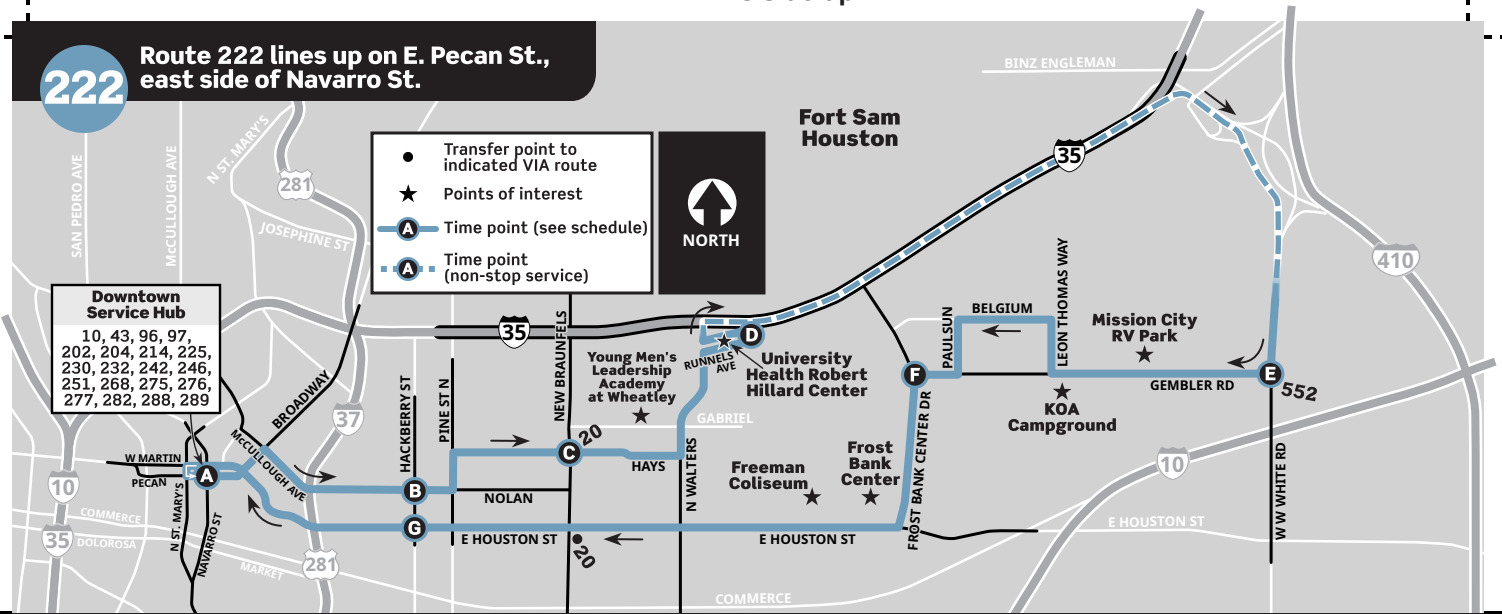 222
Route 222 lines up on E. Pecan St.,
east side of Navarro St.
Transfer point to
indicated VIA route
Points of interest
A
Time point (see schedule)
A
Time point
(non-stop service)
NORTH
Fort Sam
Houston
BINZ ENGLEMAN
35
410
SAN PEDRO AVE
McCULLOUGH AVE
N ST. MARY'S
281
JOSEPHINE ST
Downtown
Service Hub
10, 43, 96, 97,
202, 204, 214, 225,
230, 232, 242, 246,
251, 268, 275, 276,
277, 282, 288, 289
BROADWAY
37
McCULLOUGH AVE
W MARTIN
PECAN
A
N ST. MARY'S
NAVARRO ST
10
35
COMMERCE
DOLOROSA
MARKET
281
HACKBERRY ST
PINE ST N
NEW BRAUNFELS
35
B
G
C
20
NOLAN
HAYS
E HOUSTON ST
20
Young Men's
Leadership
Academy
at Wheatley
GABRIEL
N WALTERS
RUNNELS
AVE
D
University
Health Robert
Hillard Center
Freeman
Coliseum
Frost
Bank
Center
E HOUSTON ST
COMMERCE
FROST BANK CENTER DR
F
PAULSUN
BELGIUM
LEON THOMAS WAY
Mission City
RV Park
KOA
Campground
GEMBLER RD
E
552
10
E HOUSTON ST
W W WHITE RD